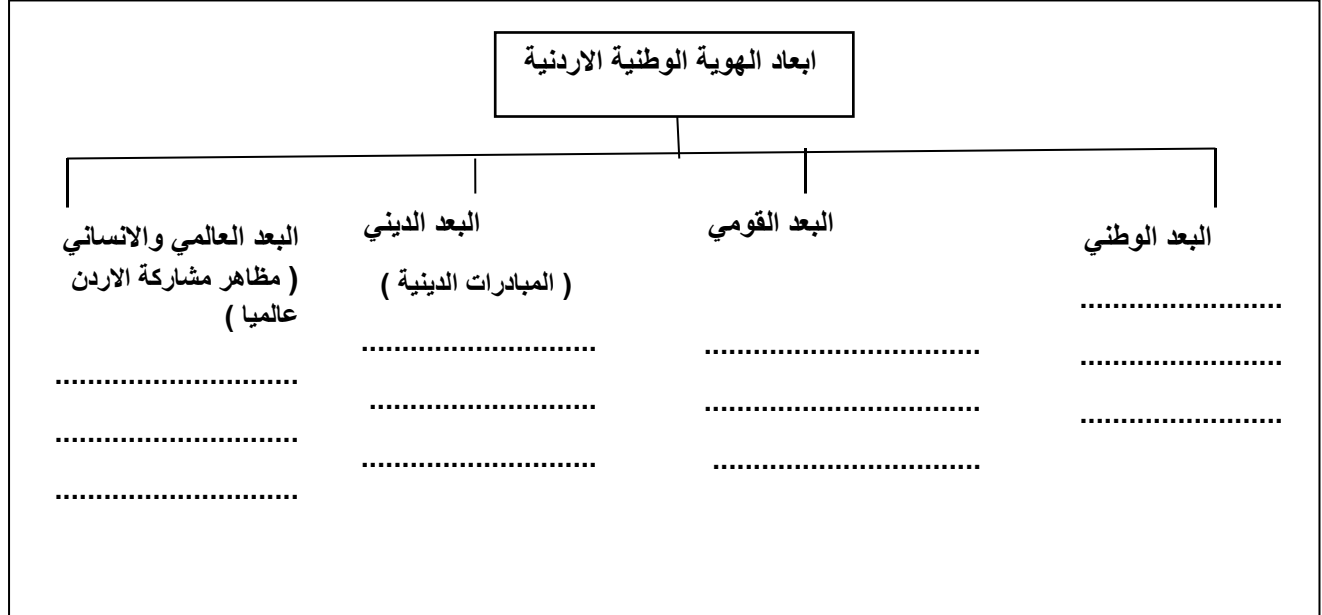 ابعاد الهوية الوطنية الاردنية
البعد الوطني
........................
........................
........................
البعد القومي
.................................
.................................
................................
البعد الديني
( المبادرات الدينية )
............................
...........................
............................
البعد العالمي والانساني
( مظاهر مشاركة الاردن
عالميا )
.............................
.............................
.............................